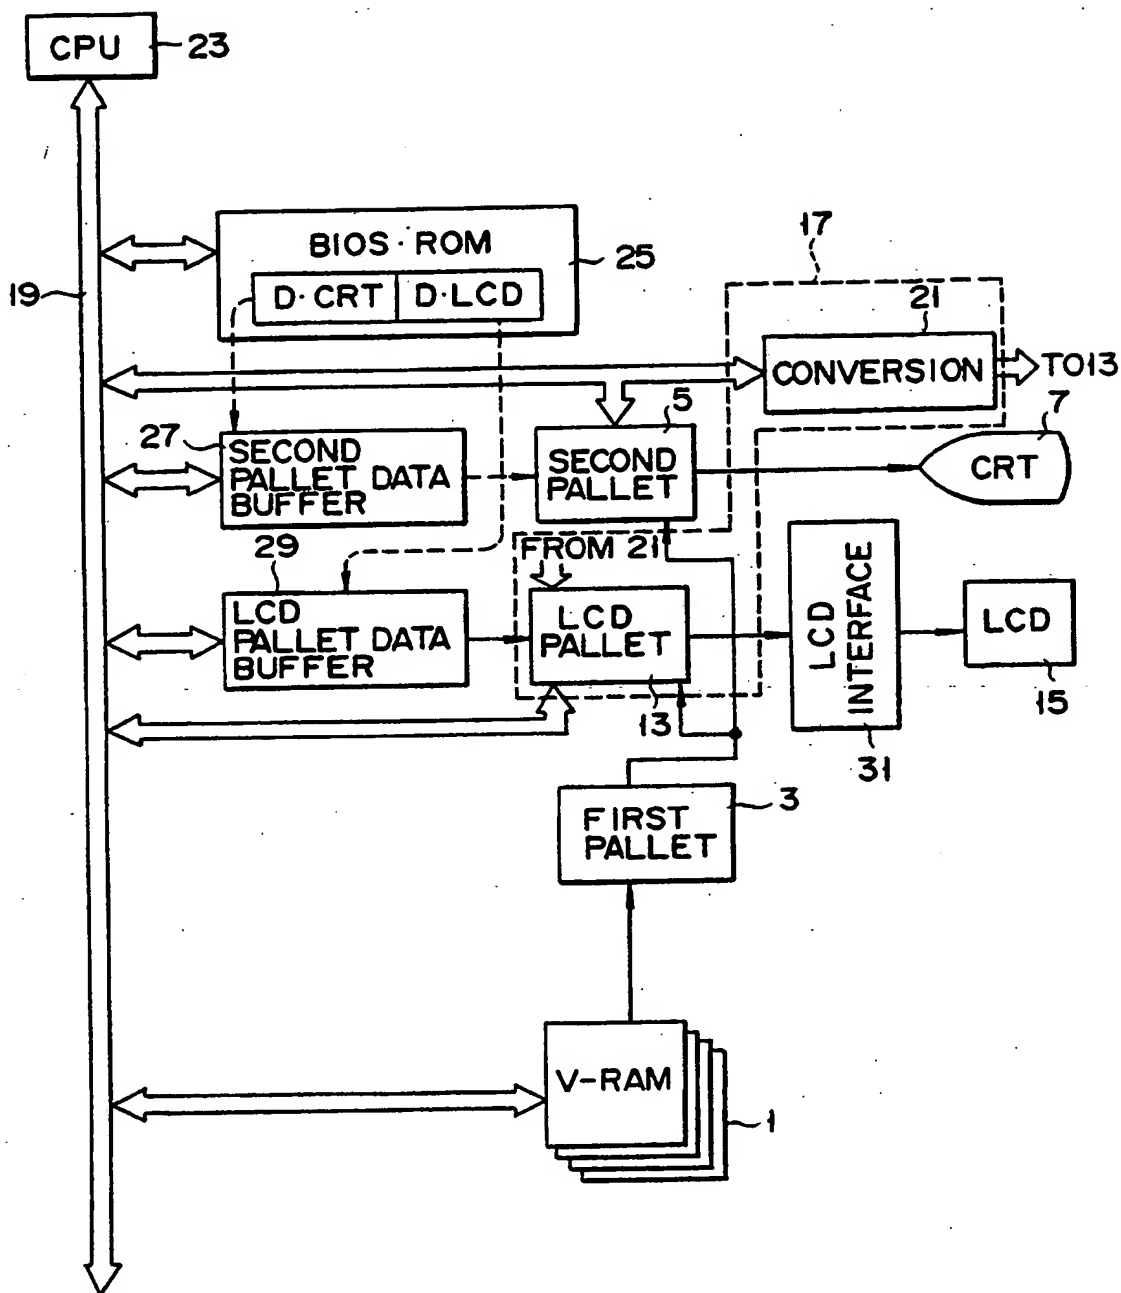 CPU
23
BIOS·ROM
25
D·CRT
D·LCD
19
17
21
CONVERSION
TO13
27
SECOND
PALLET DATA
BUFFER
5
SECOND
PALLET
7
CRT
29
LCD
PALLET DATA
BUFFER
FROM 21
LCD
PALLET
13
LCD
INTERFACE
31
LCD
15
FIRST
PALLET
3
V-RAM
1